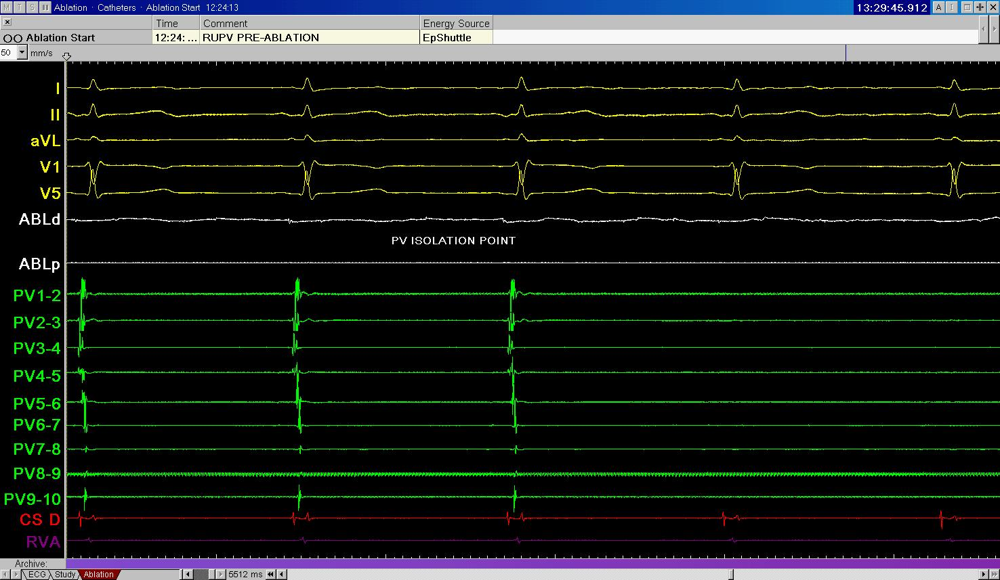 M T S Ablation · Catheters · Ablation Start 12:24:13 13:29:45.912 A I
Time Comment Energy Source
Ablation Start 12:24: ... RUPV PRE-ABLATION EpShuttle
50 mm/s
I
II
aVL
V1
V5
ABLd
PV ISOLATION POINT
ABLp
PV1-2
PV2-3
PV3-4
PV4-5
PV5-6
PV6-7
PV7-8
PV8-9
PV9-10
CS D
RVA
Archive:
ECG Study Ablation 5512 ms